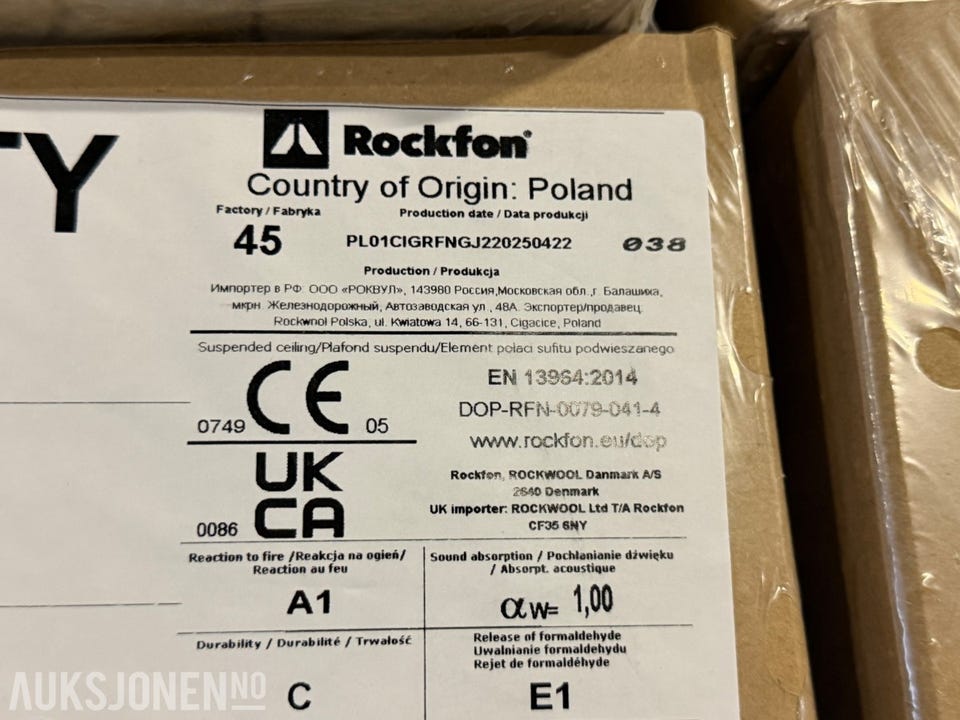 TY
Rockfon®
Country of Origin: Poland
Factory / Fabryka
Production date / Data produkcji
45
PL01CIGRFNGJ220250422
038
Production / Produkcja
Импортер в РФ: ООО «РОКВУЛ», 143980 Россия,Московская обл.,г. Балашиха,
мкрн. Железнодорожный, Автозаводская ул., 48А. Экспортер/продавец:
Rockwnol Polska, ul. Kwiatowa 14, 66-131, Cigacice, Poland
Suspended ceiling/Plafond suspendu/Element połaci sufitu podwieszanego
0749 CE 05
EN 13964:2014
DOP-RFN-0079-041-4
www.rockfon.eu/dop
UK
CA
0086
Rockfon, ROCKWOOL Danmark A/S
2640 Denmark
UK importer: ROCKWOOL Ltd T/A Rockfon
CF35 6NY
Reaction to fire /Reakcja na ogień/
Reaction au feu
A1
Sound absorption / Pochłanianie dźwięku
/ Absorpt. acoustique
αw= 1,00
Durability / Durabilité / Trwałość
C
Release of formaldehyde
Uwalnianie formaldehydu
Rejet de formaldéhyde
E1
AUKSJONEN NO